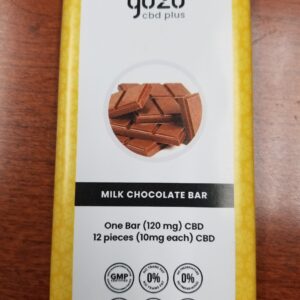 gozo
cbd plus
MILK CHOCOLATE BAR
One Bar (120 mg) CBD
12 pieces (10mg each) CBD
GMP
0%
0%